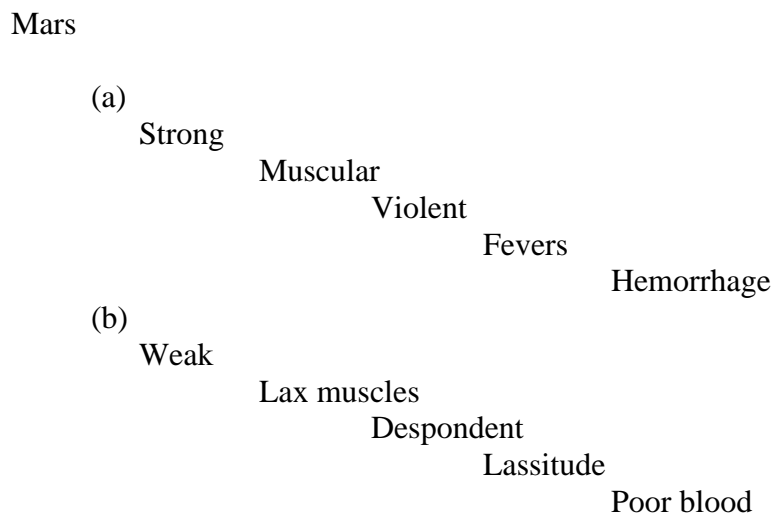 Mars
(a)
Strong
Muscular
Violent
Fevers
Hemorrhage
(b)
Weak
Lax muscles
Despondent
Lassitude
Poor blood